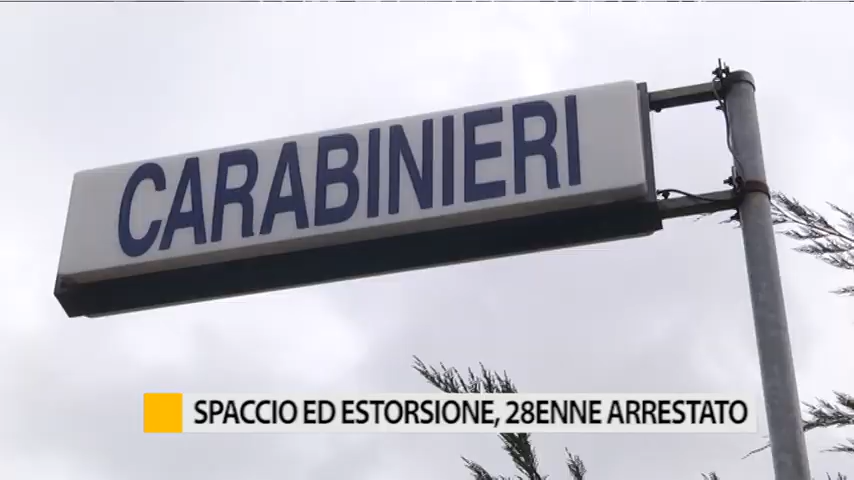 CARABINIERI
SPACCIO ED ESTORSIONE, 28ENNE ARRESTATO